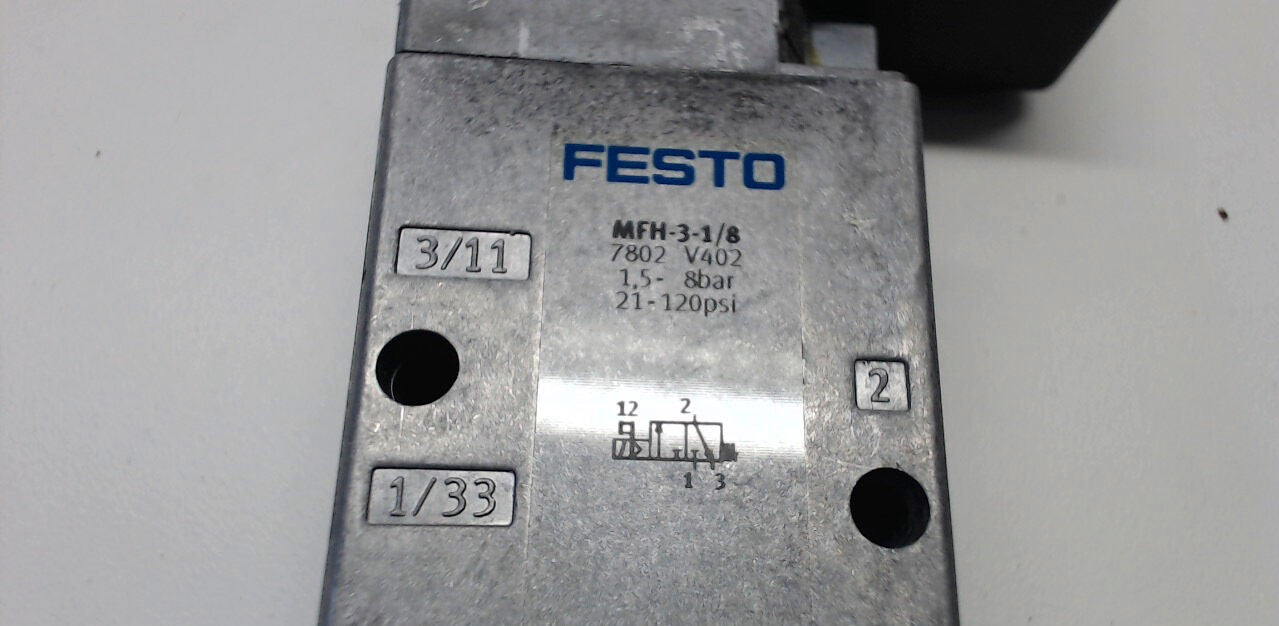 FESTO
MFH-3-1/8
7802 V402
1,5- 8bar
21-120psi
3/11
2
12 2
1 3
1/33